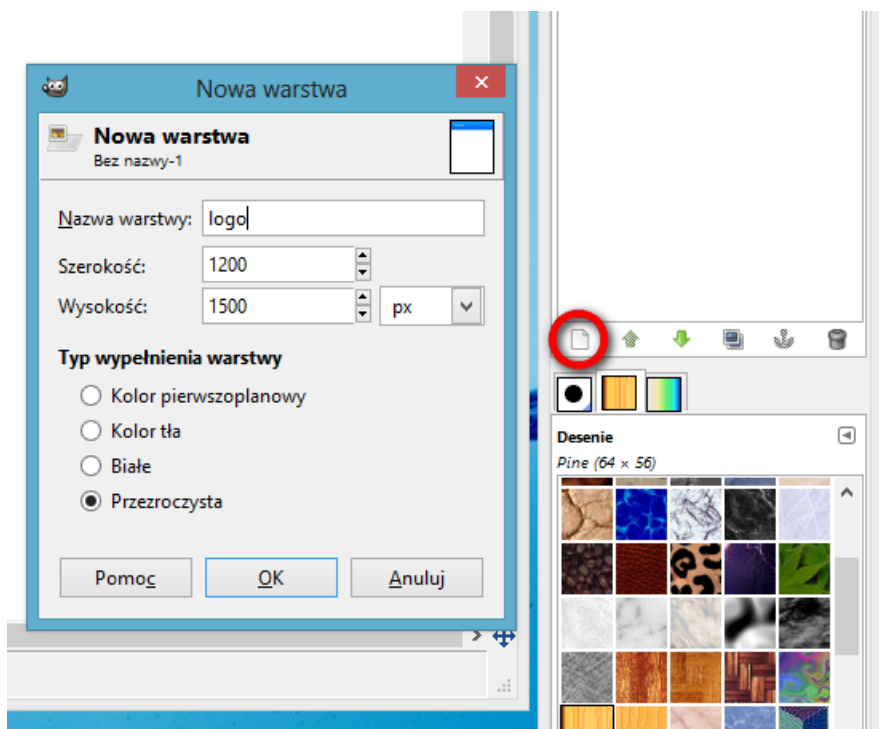 Nowa warstwa
Nowa warstwa
Bez nazwy-1
Nazwa warstwy: logo
Szerokość: 1200
Wysokość: 1500 px
Typ wypełnienia warstwy
Kolor pierwszoplanowy
Kolor tła
Białe
Przezroczysta
Pomoc OK Anuluj
Desenie
Pine (64 × 56)